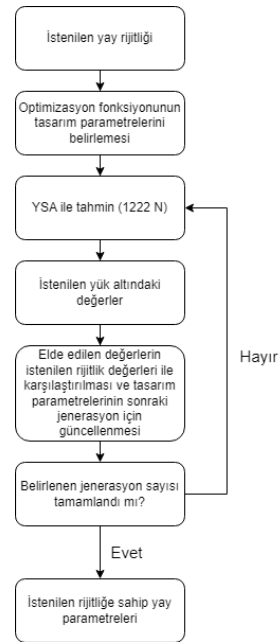 İstenilen yay rijitliği
Optimizasyon fonksiyonunun
tasarım parametrelerini
belirlemesi
YSA ile tahmin (1222 N)
İstenilen yük altındaki
değerler
Elde edilen değerlerin
istenilen rijitlik değerleri ile
karşılaştırılması ve tasarım
parametrelerinin sonraki
jenerasyon için
güncellenmesi
Hayır
Belirlenen jenerasyon sayısı
tamamlandı mı?
Evet
İstenilen rijitliğe sahip yay
parametreleri